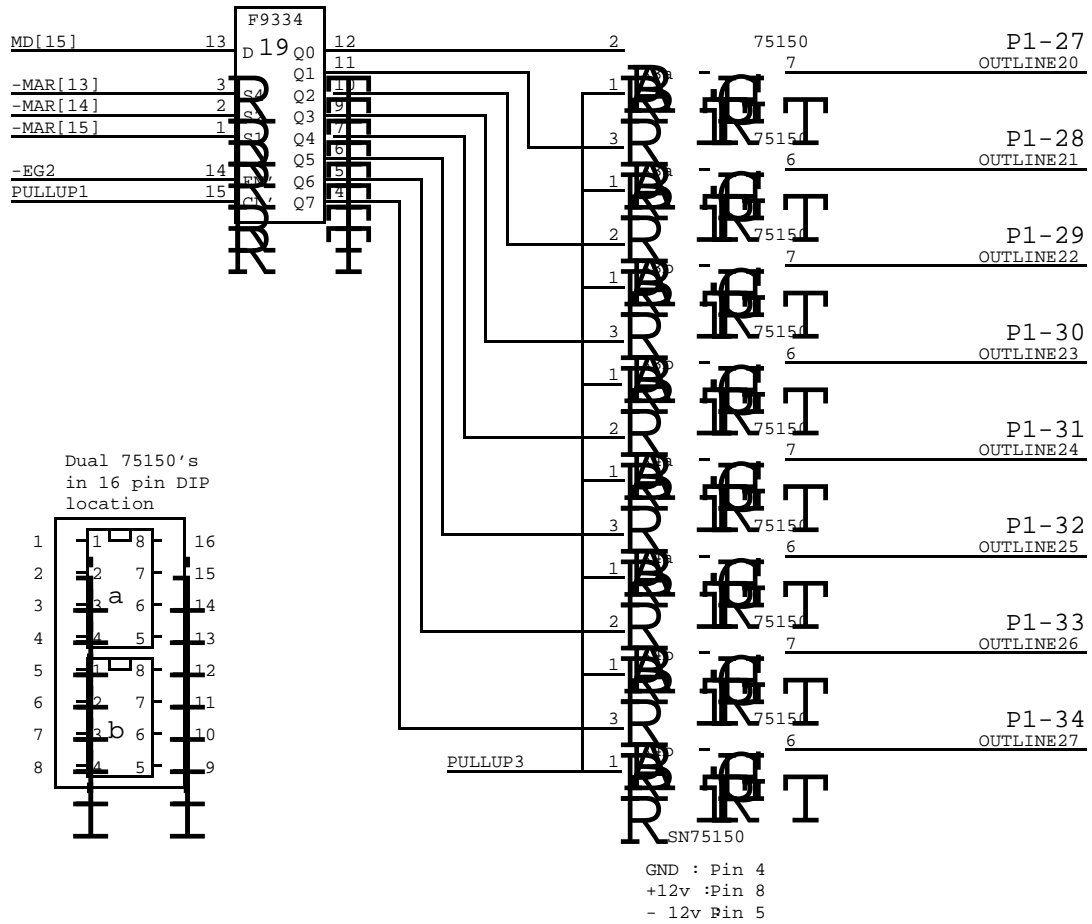 F9334
MD[15] 13 D 19 Q0 12 2 75150 P1-27
Q1 11 7 OUTLINE20
-MAR[13] 3 Q2 10 1
-MAR[14] 2 Q3 9
-MAR[15] 1 Q4 7 3 75150 P1-28
Q5 6 6 OUTLINE21
-EG2 14 Q6 5
PULLUP1 15 Q7 4 1
2 75150 P1-29
7 OUTLINE22
1
3 75150 P1-30
6 OUTLINE23
1
2 75150 P1-31
7 OUTLINE24
1
3 75150 P1-32
6 OUTLINE25
1
2 75150 P1-33
7 OUTLINE26
1
3 75150 P1-34
6 OUTLINE27
PULLUP3 1
SN75150
GND : Pin 4
+12v :Pin 8
- 12v Pin 5
Dual 75150's
in 16 pin DIP
location
1 1 8 16
2 2 7 15
3 3 a 6 14
4 4 5 13
5 1 8 12
6 2 7 11
7 3 b 6 10
8 4 5 9